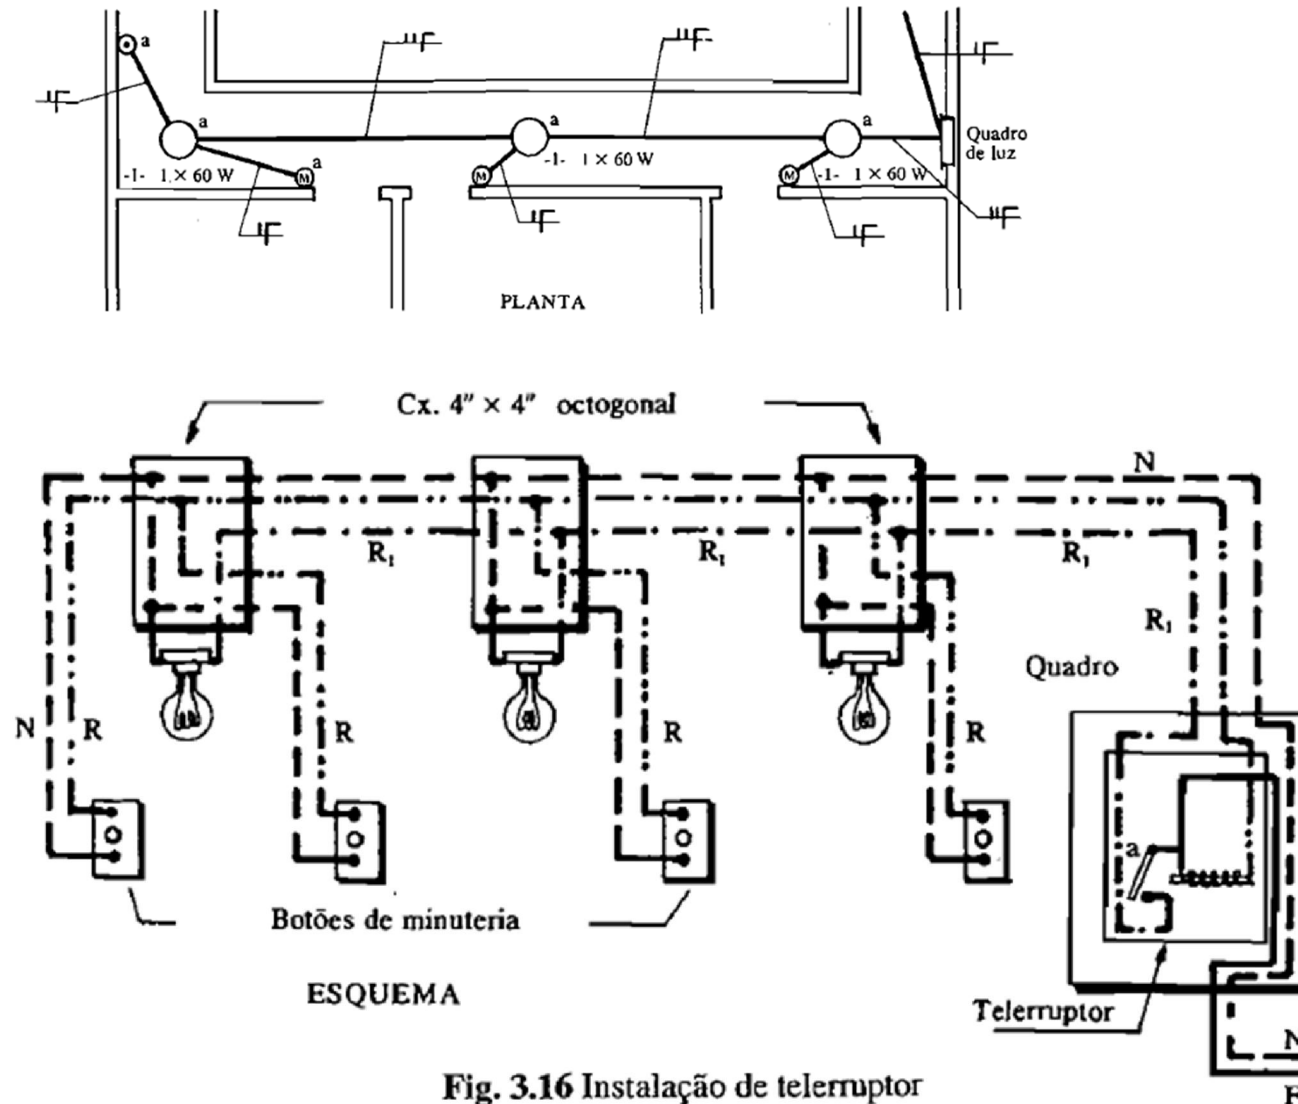 a
a
a
a
a
Quadro
de luz
-1- 1 × 60 W
M
M
-1- 1 × 60 W
M
-1- 1 × 60 W
PLANTA
Cx. 4" × 4" octogonal
N
R₁
R₁
R₁
R₁
Quadro
N
R
R
R
R
a
Botões de minuteria
ESQUEMA
Telerruptor
N
F
Fig. 3.16 Instalação de telerruptor